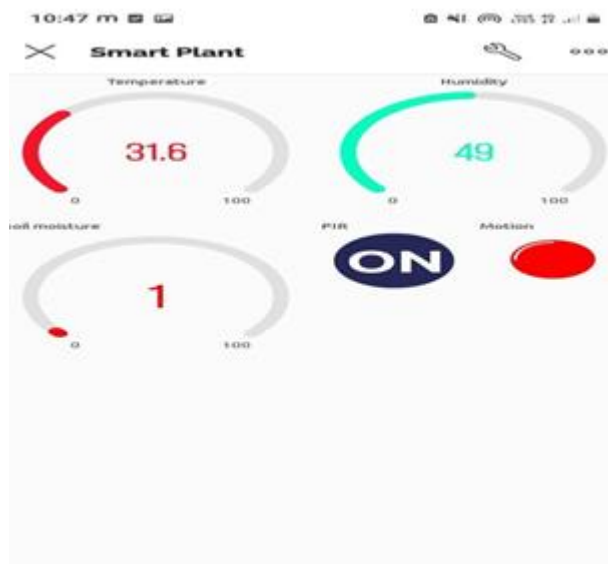 10:47 m
Smart Plant
Temperature
Humidity
31.6
49
0 100
0 100
oil moisture
PIR
Motion
ON
1
0 100